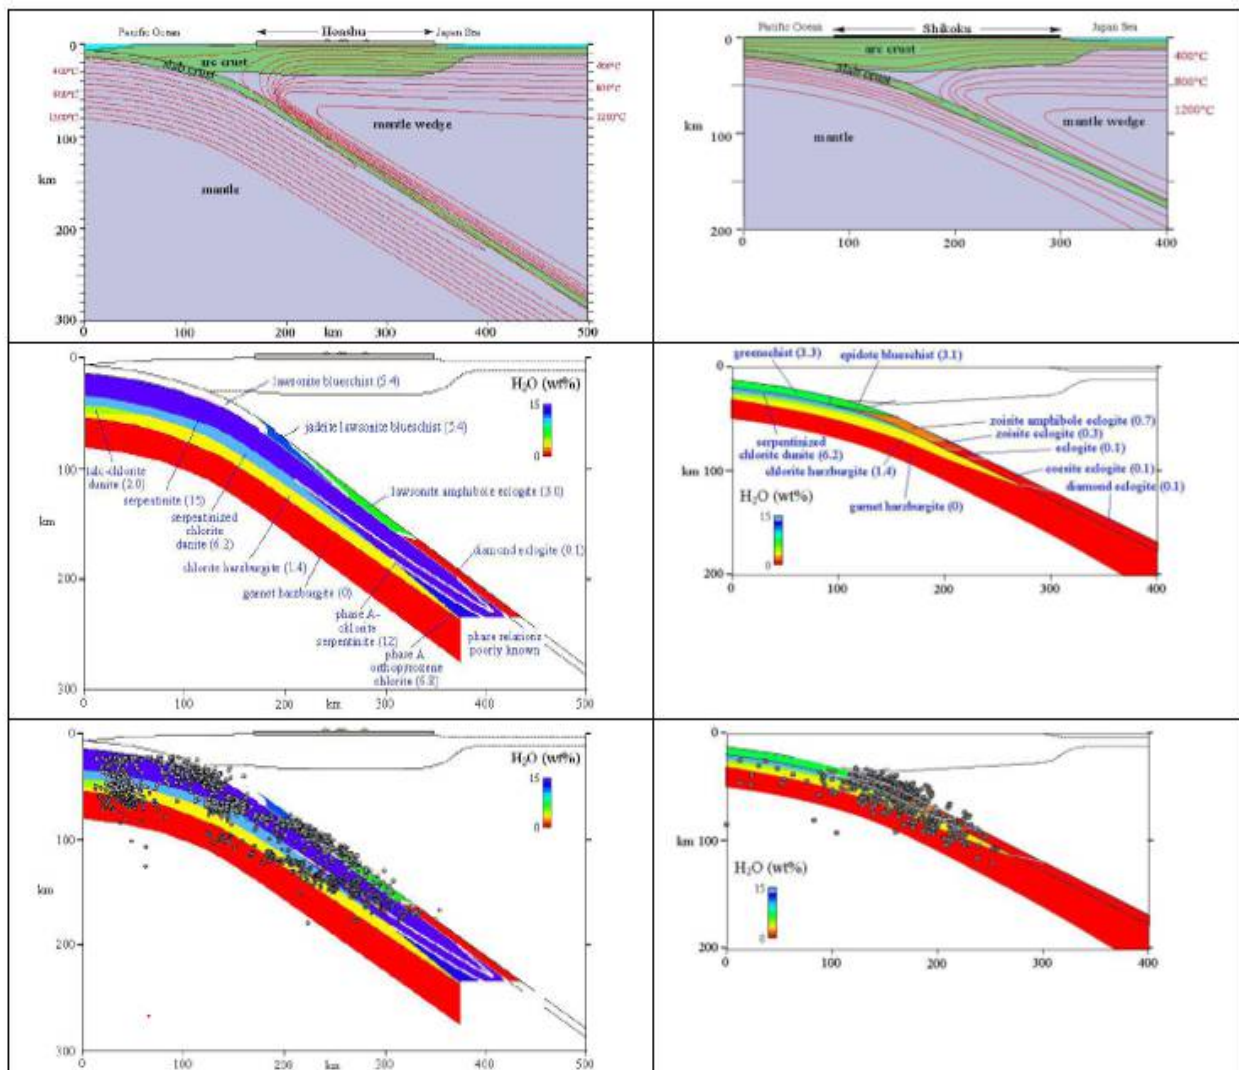 Pacific Ocean
Honshu
Japan Sea
0
arc crust
slab crust
400°C
800°C
1200°C
400°C
800°C
1200°C
mantle wedge
100
km
mantle
200
300
0
100
km
200
300
400
500
Pacific Ocean
Shikoku
Japan Sea
0
arc crust
Slab crust
400°C
800°C
1200°C
mantle wedge
km
100
mantle
200
0
100
200
300
400
0
lawsonite blueschist (5.4)
H₂O (wt%)
15
0
jadeite lawsonite blueschist (5.4)
100
talc-chlorite
dunite (2.0)
serpentinite (15)
lawsonite amphibole eclogite (3.0)
km
serpentinized
chlorite
dunite (6.2)
chlorite harzburgite (1.4)
diamond eclogite (0.1)
200
garnet harzburgite (0)
phase A-
chlorite
serpentinite (12)
phase relations
poorly known
phase A
orthopyroxene
chlorite (6.8)
300
0
100
200
km
300
400
500
greenschist (3.3)
epidote blueschist (3.1)
0
zoisite amphibole eclogite (0.7)
serpentinized
chlorite dunite (6.2)
zoisite eclogite (0.3)
eclogite (0.1)
km 100
chlorite harzburgite (1.4)
coesite eclogite (0.1)
diamond eclogite (0.1)
H₂O (wt%)
garnet harzburgite (0)
15
0
200
0
100
200
300
400
0
H₂O (wt%)
15
0
100
km
200
300
0
100
200
km
300
400
500
0
km 100
H₂O (wt%)
15
0
200
0
100
200
300
400